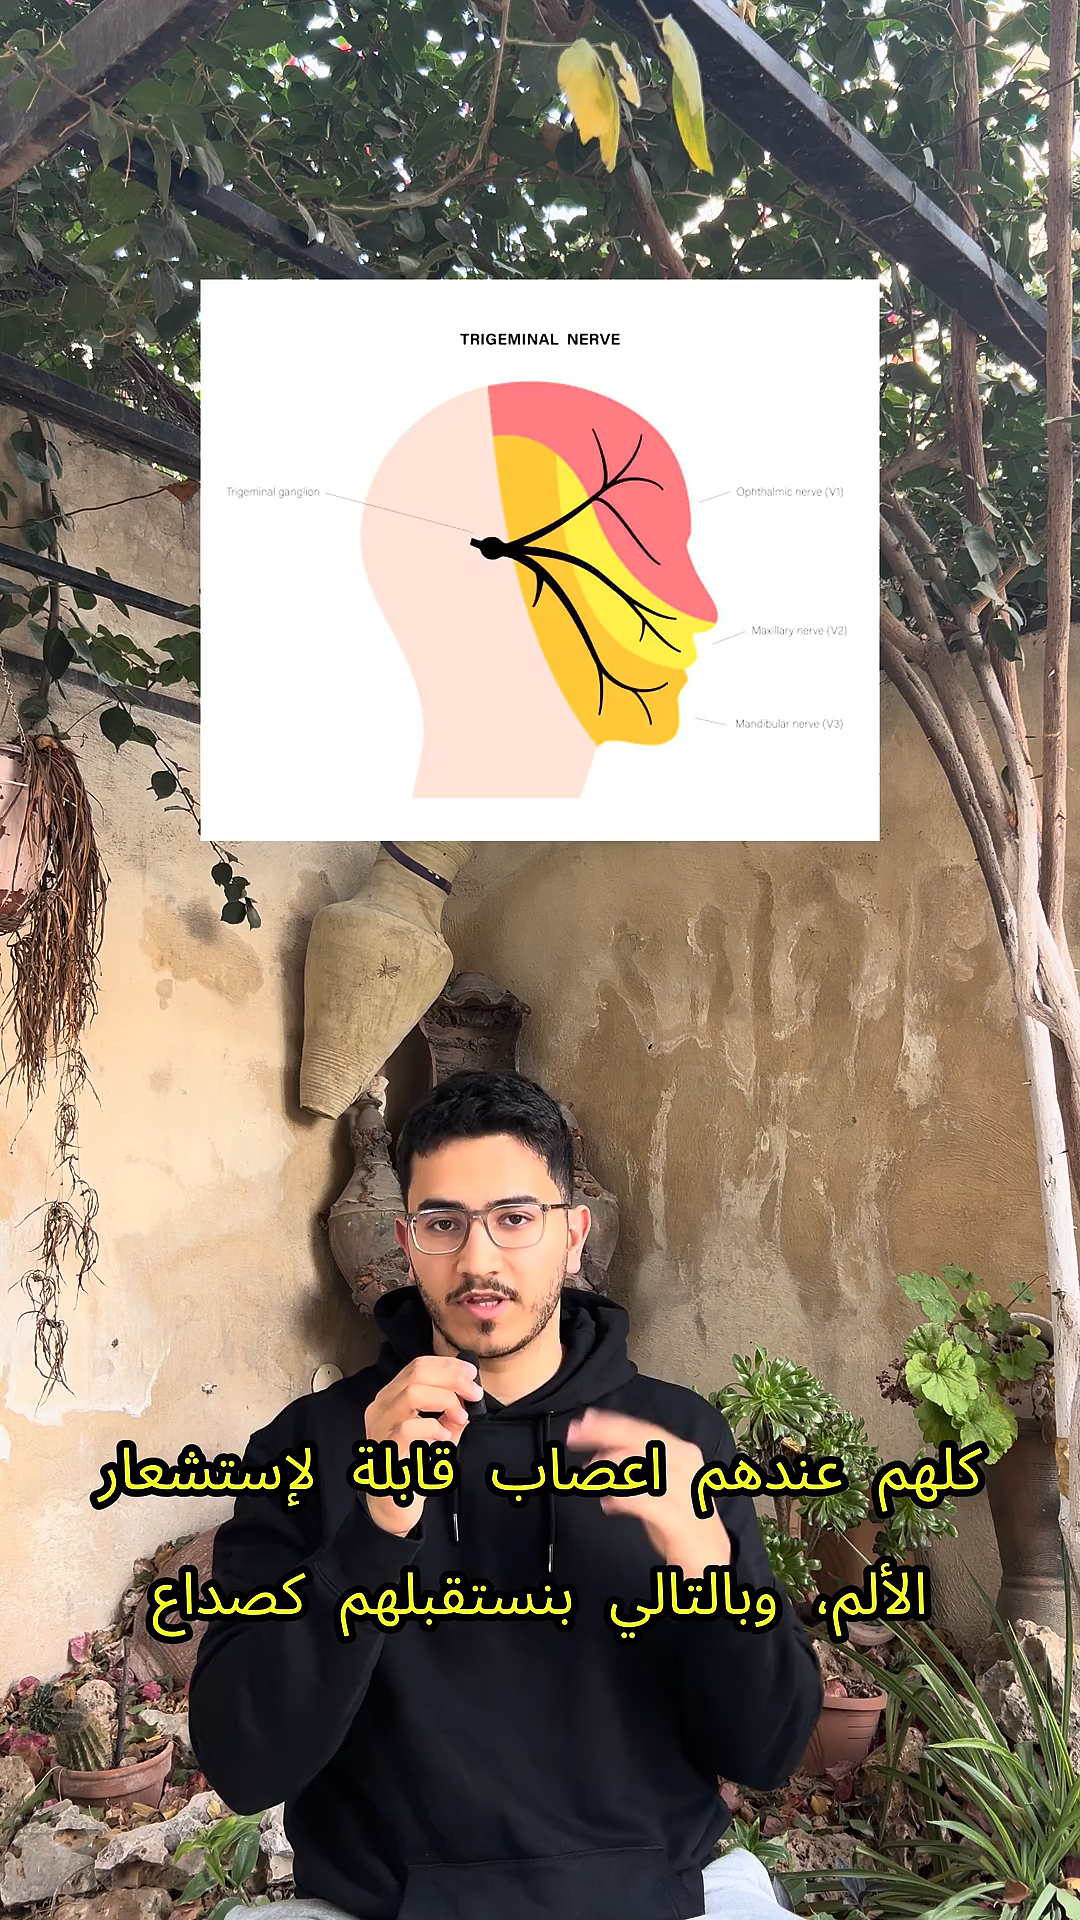 TRIGEMINAL NERVE
Trigeminal ganglion
Ophthalmic nerve (V1)
Maxillary nerve (V2)
Mandibular nerve (V3)
كلهم عندهم اعصاب قابلة لإستشعار
الألم، وبالتالي بنستقبلهم كصداع